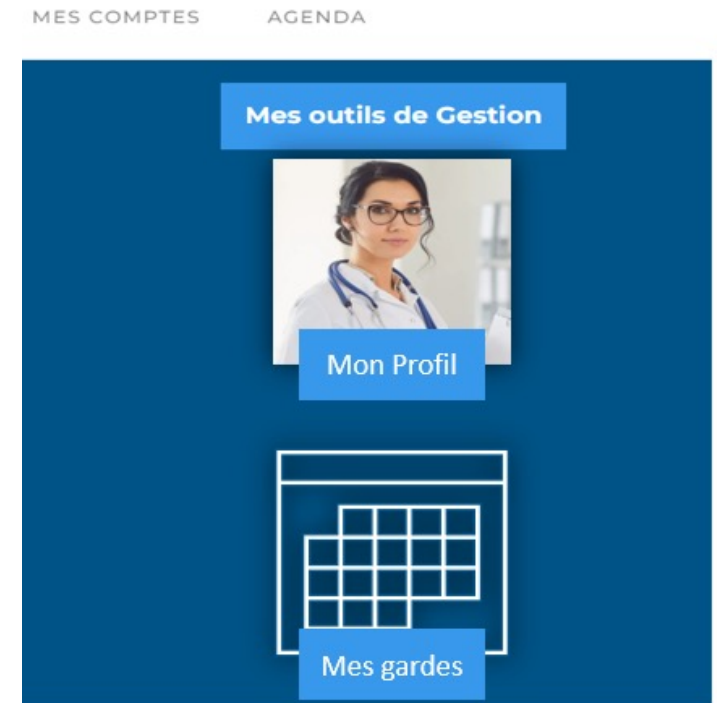 MES COMPTES AGENDA
Mes outils de Gestion
Mon Profil
Mes gardes